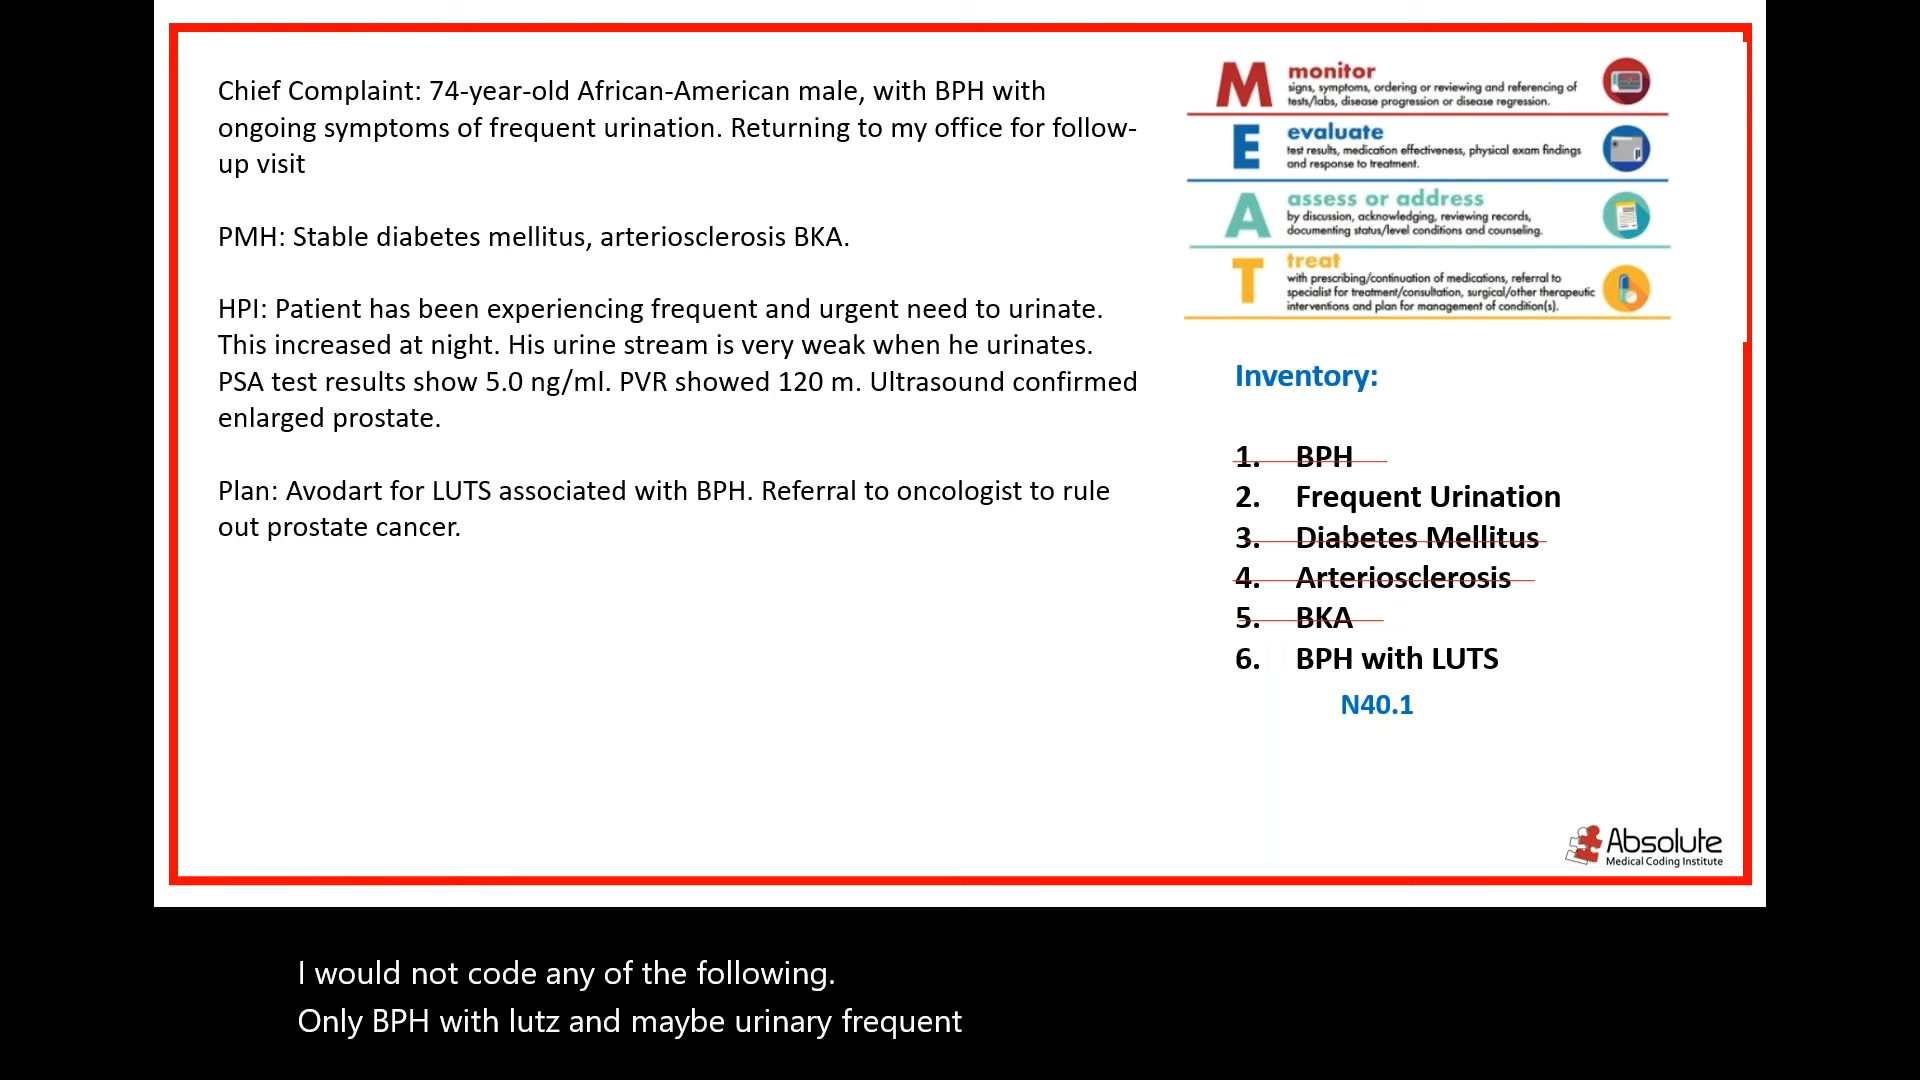 Chief Complaint: 74-year-old African-American male, with BPH with
ongoing symptoms of frequent urination. Returning to my office for follow-
up visit
PMH: Stable diabetes mellitus, arteriosclerosis BKA.
HPI: Patient has been experiencing frequent and urgent need to urinate.
This increased at night. His urine stream is very weak when he urinates.
PSA test results show 5.0 ng/ml. PVR showed 120 m. Ultrasound confirmed
enlarged prostate.
Plan: Avodart for LUTS associated with BPH. Referral to oncologist to rule
out prostate cancer.
M monitor
signs, symptoms, ordering or reviewing and referencing of
tests/labs, disease progression or disease regression.
E evaluate
test results, medication effectiveness, physical exam findings
and response to treatment.
A assess or address
by discussion, acknowledging, reviewing records,
documenting status/level conditions and counseling.
T treat
with prescribing/continuation of medications, referral to
specialist for treatment/consultation, surgical/other therapeutic
interventions and plan for management of condition(s).
Inventory:
1. BPH
2. Frequent Urination
3. Diabetes Mellitus
4. Arteriosclerosis
5. BKA
6. BPH with LUTS
N40.1
Absolute
Medical Coding Institute
I would not code any of the following.
Only BPH with lutz and maybe urinary frequent